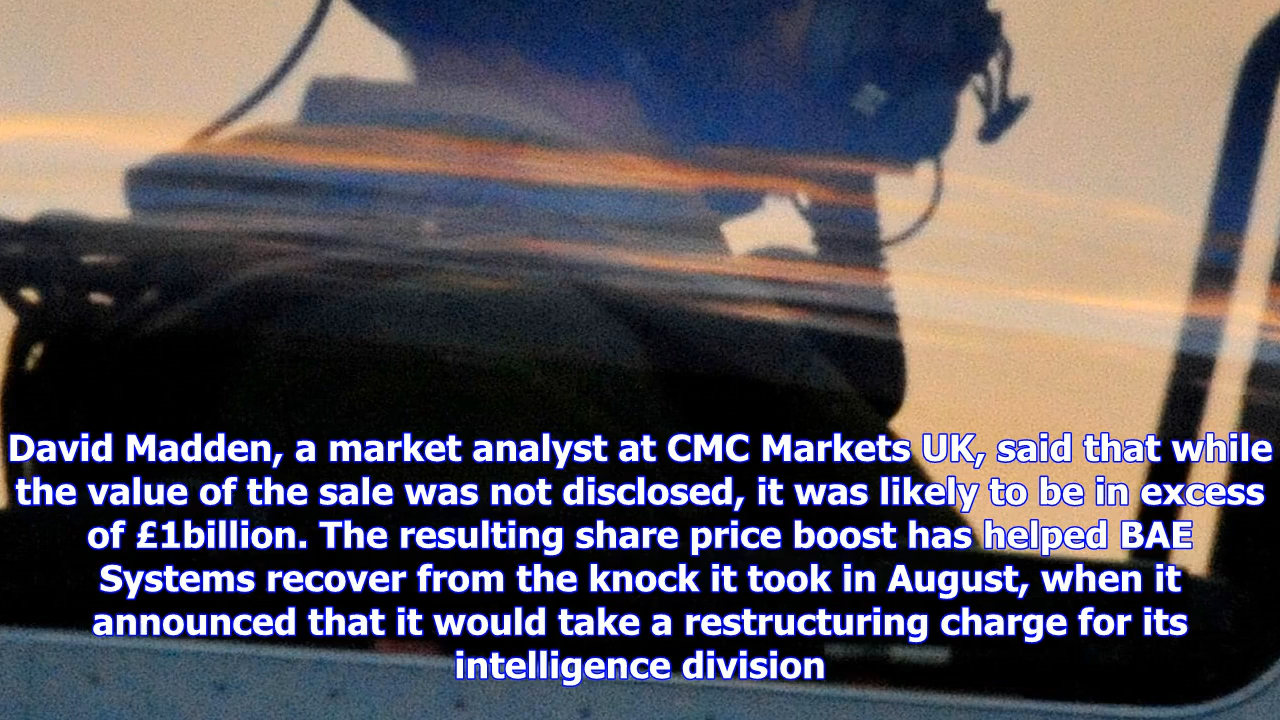 David Madden, a market analyst at CMC Markets UK, said that while
the value of the sale was not disclosed, it was likely to be in excess
of £1billion. The resulting share price boost has helped BAE
Systems recover from the knock it took in August, when it
announced that it would take a restructuring charge for its
intelligence division